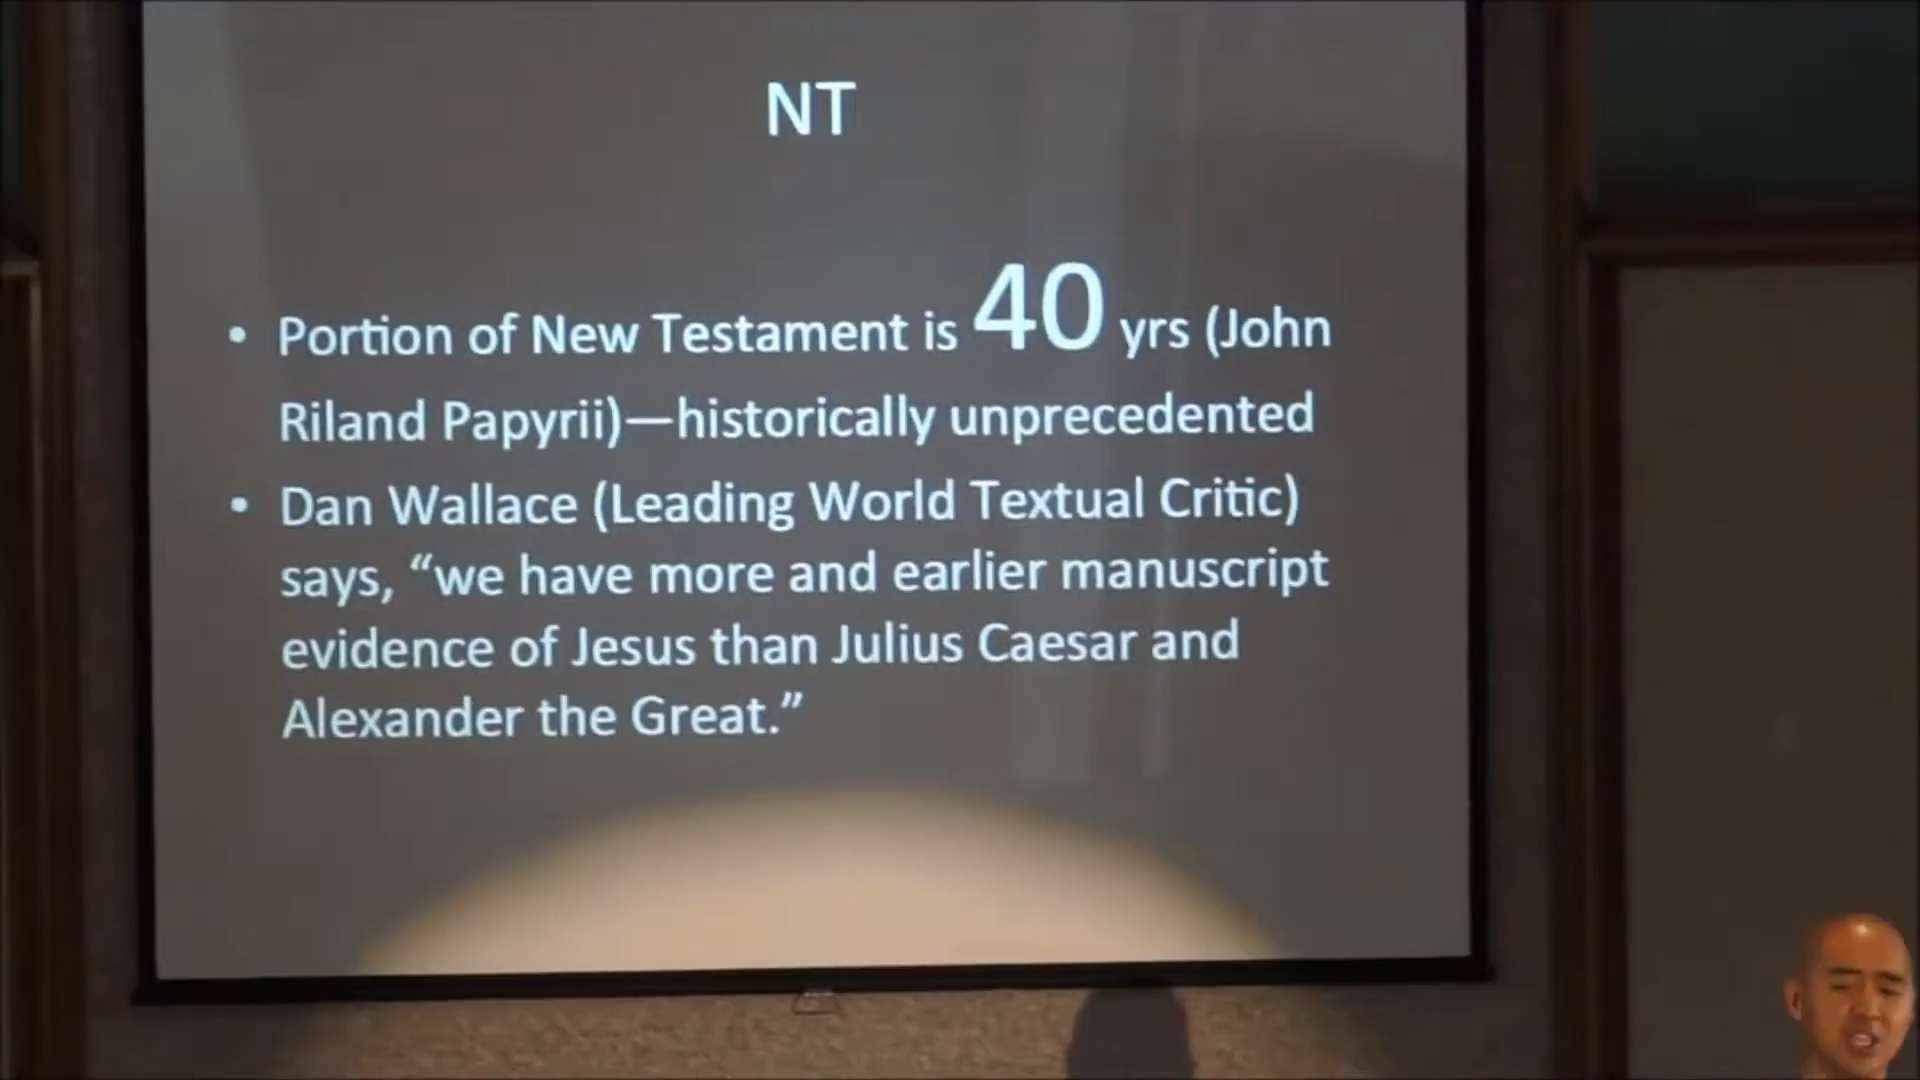 NT
• Portion of New Testament is 40 yrs (John
Riland Papyrii)—historically unprecedented
• Dan Wallace (Leading World Textual Critic)
says, “we have more and earlier manuscript
evidence of Jesus than Julius Caesar and
Alexander the Great.”